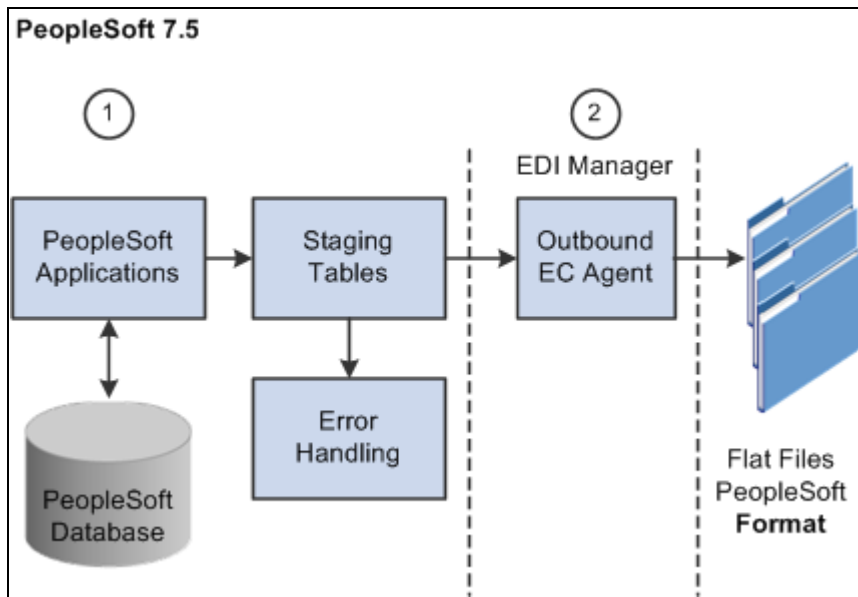 PeopleSoft 7.5
1
2
EDI Manager
PeopleSoft
Applications
Staging
Tables
Outbound
EC Agent
Error
Handling
PeopleSoft
Database
Flat Files
PeopleSoft
Format